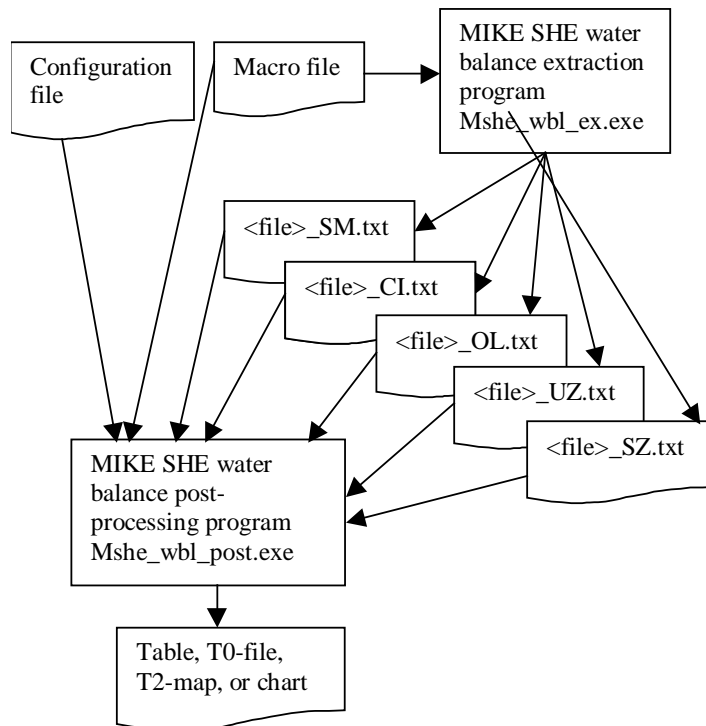 Configuration
file
Macro file
MIKE SHE water
balance extraction
program
Mshe_wbl_ex.exe
<file>_SM.txt
<file>_CI.txt
<file>_OL.txt
<file>_UZ.txt
<file>_SZ.txt
MIKE SHE water
balance post-
processing program
Mshe_wbl_post.exe
Table, T0-file,
T2-map, or chart